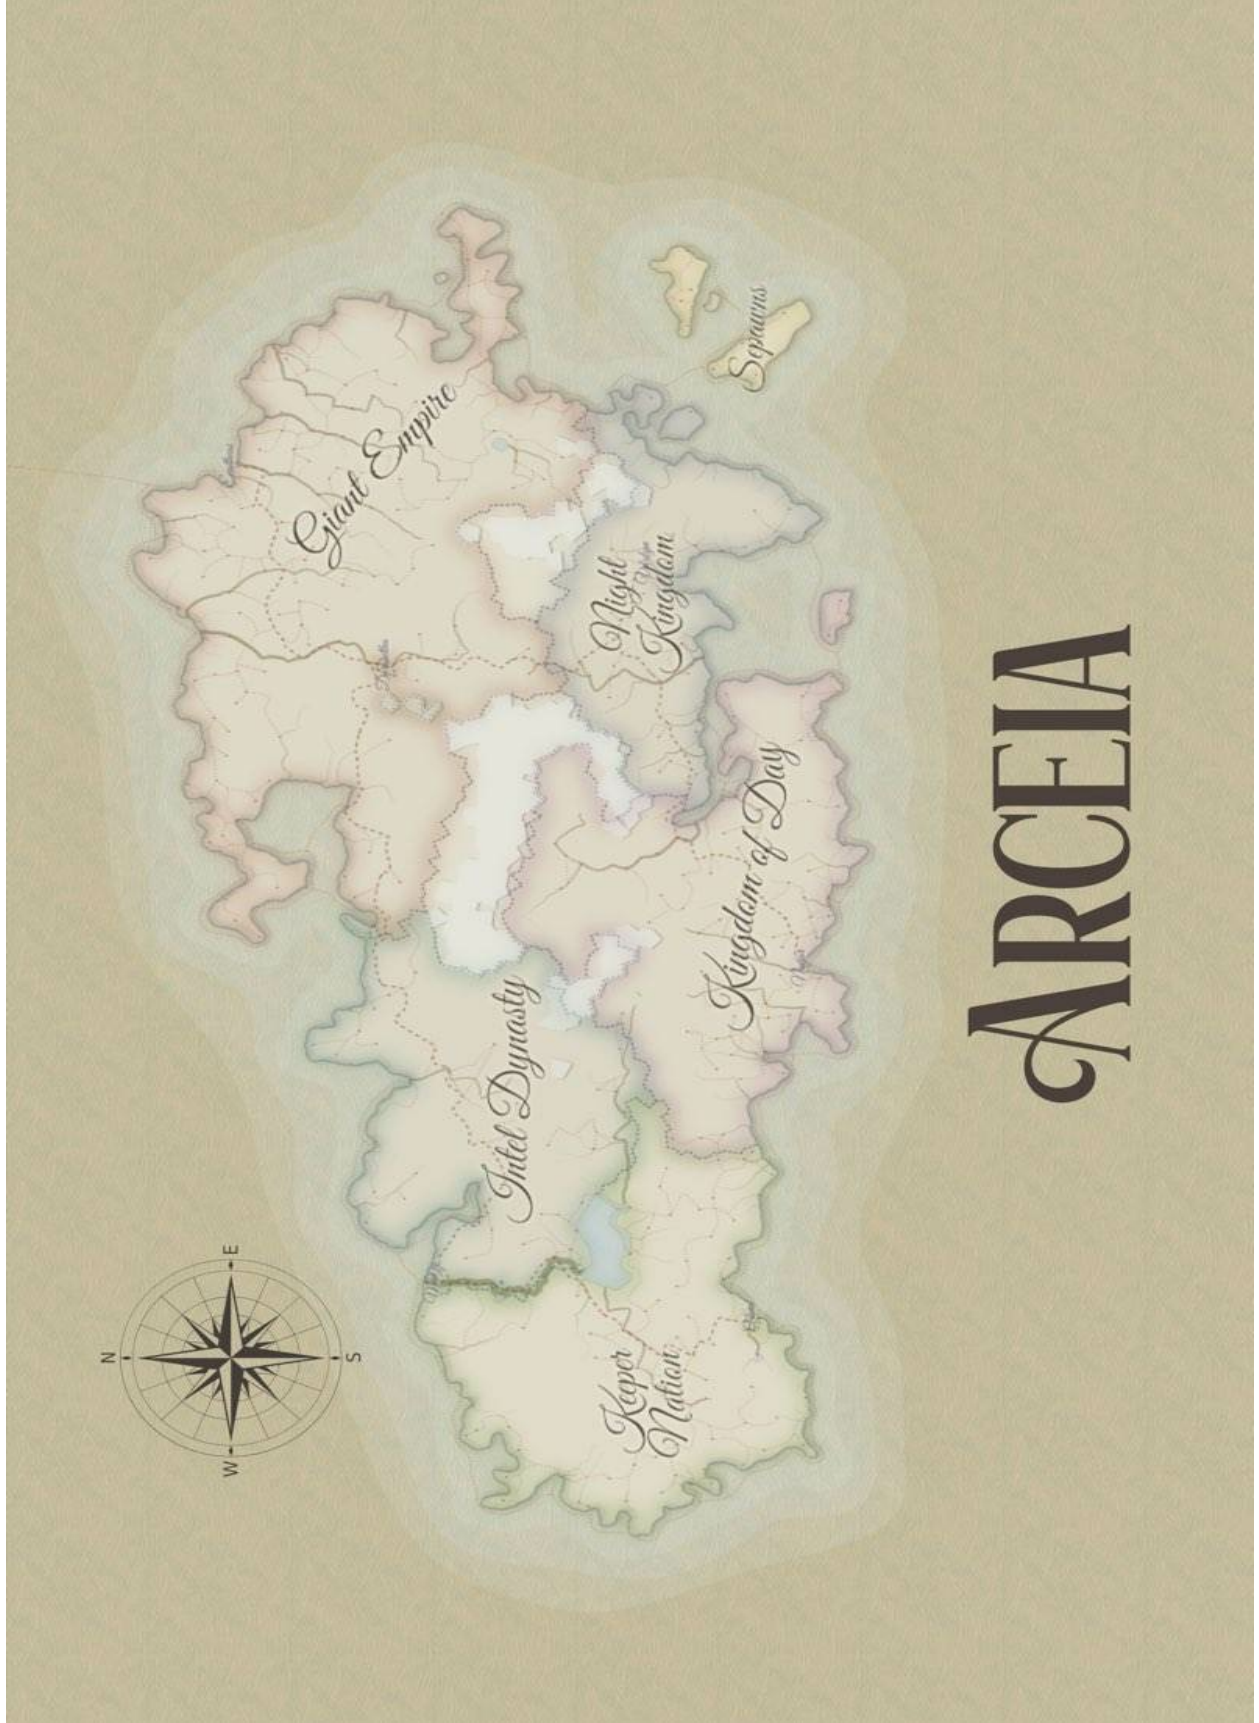 N
W
E
S
Giant Empire
Intel Dynasty
Night
Kingdom
Sepawns
Keeper
Nation
Kingdom of Day
ARCEIA